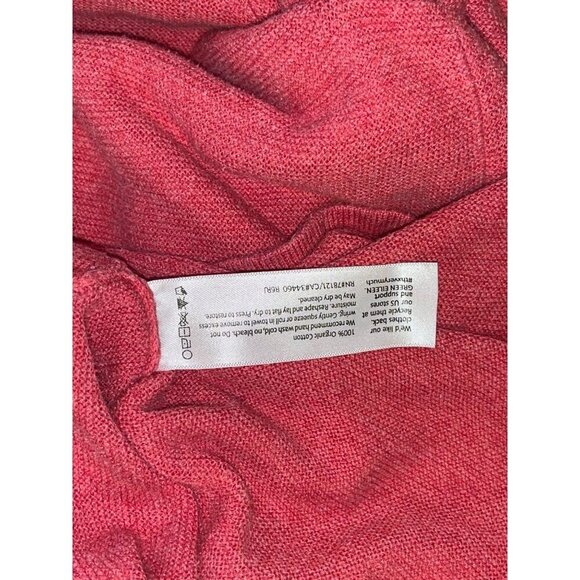 We'd like our
clothes back.
Recycle them at
our US stores
and support
GREEN EILEEN.
#thxverymuch
100% Organic Cotton
We recommend hand wash cold, no bleach. Do not
wring. Gently squeeze or roll in towel to remove excess
moisture. Reshape and lay flat to dry. Press to restore.
May be dry cleaned.
RN#78121/CA#34460 R6RJ